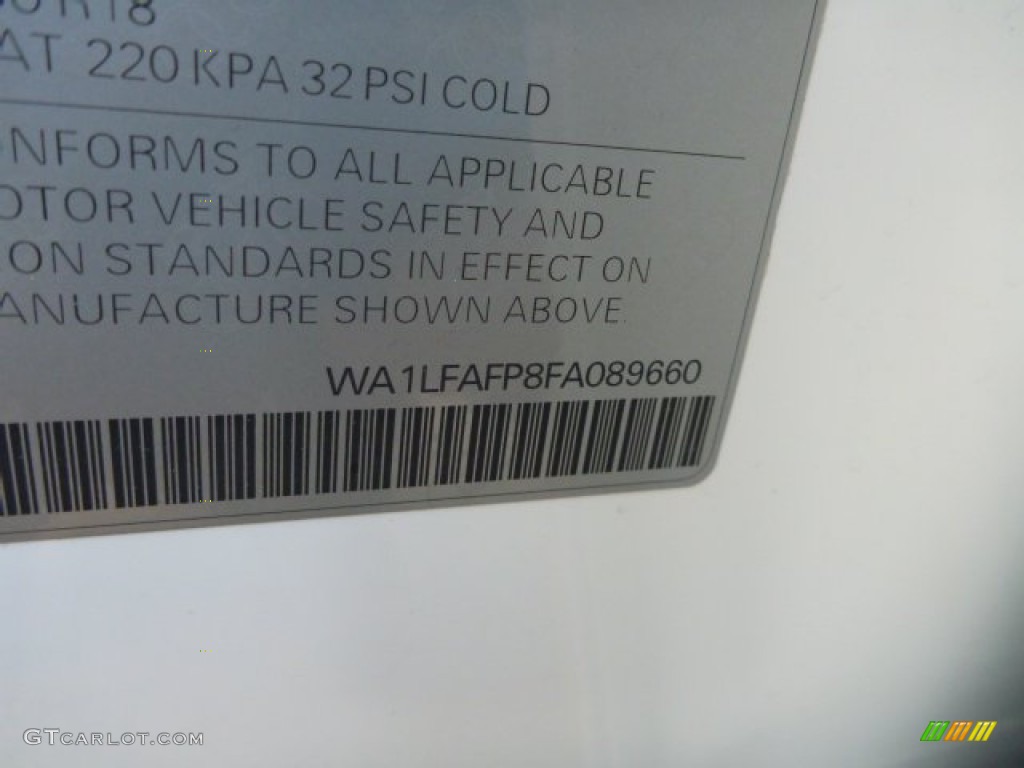 R18
AT 220 KPA 32 PSI COLD
NFORMS TO ALL APPLICABLE
OTOR VEHICLE SAFETY AND
ON STANDARDS IN EFFECT ON
ANUFACTURE SHOWN ABOVE.
WA1LFAFP8FA089660
GTCARLOT.COM